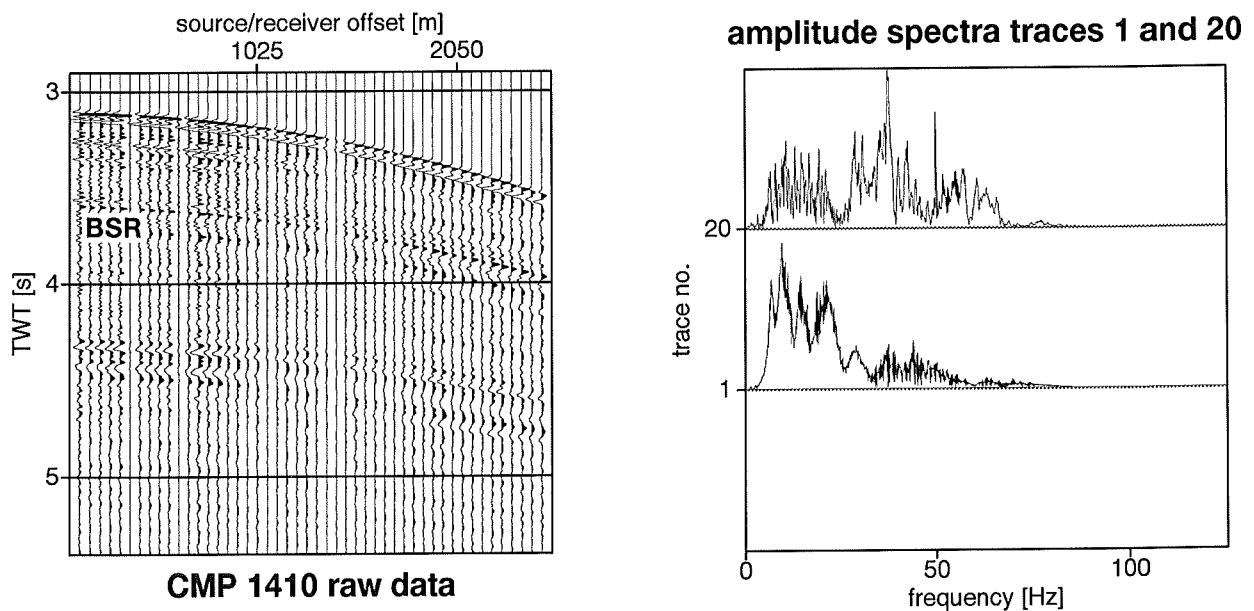 source/receiver offset [m]
1025 2050
3
BSR
4
TWT [s]
5
CMP 1410 raw data
amplitude spectra traces 1 and 20
20
trace no.
1
0 50 100
frequency [Hz]